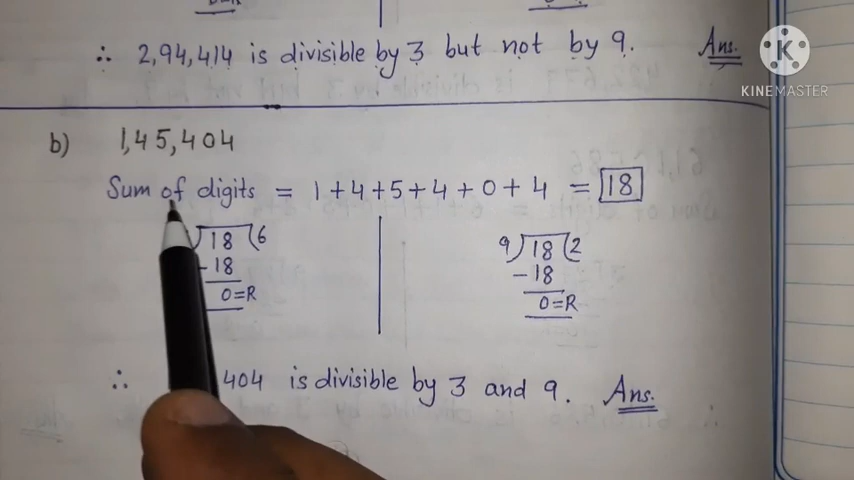 ∴ 2,94,414 is divisible by 3 but not by 9. Ans.
KINEMASTER
b) 1,45,404
Sum of digits = 1+4+5+4+0+4 = 18
18 ( 6
9 ) 18 ( 2
- 18
- 18
0=R
0=R
∴ 404 is divisible by 3 and 9. Ans.